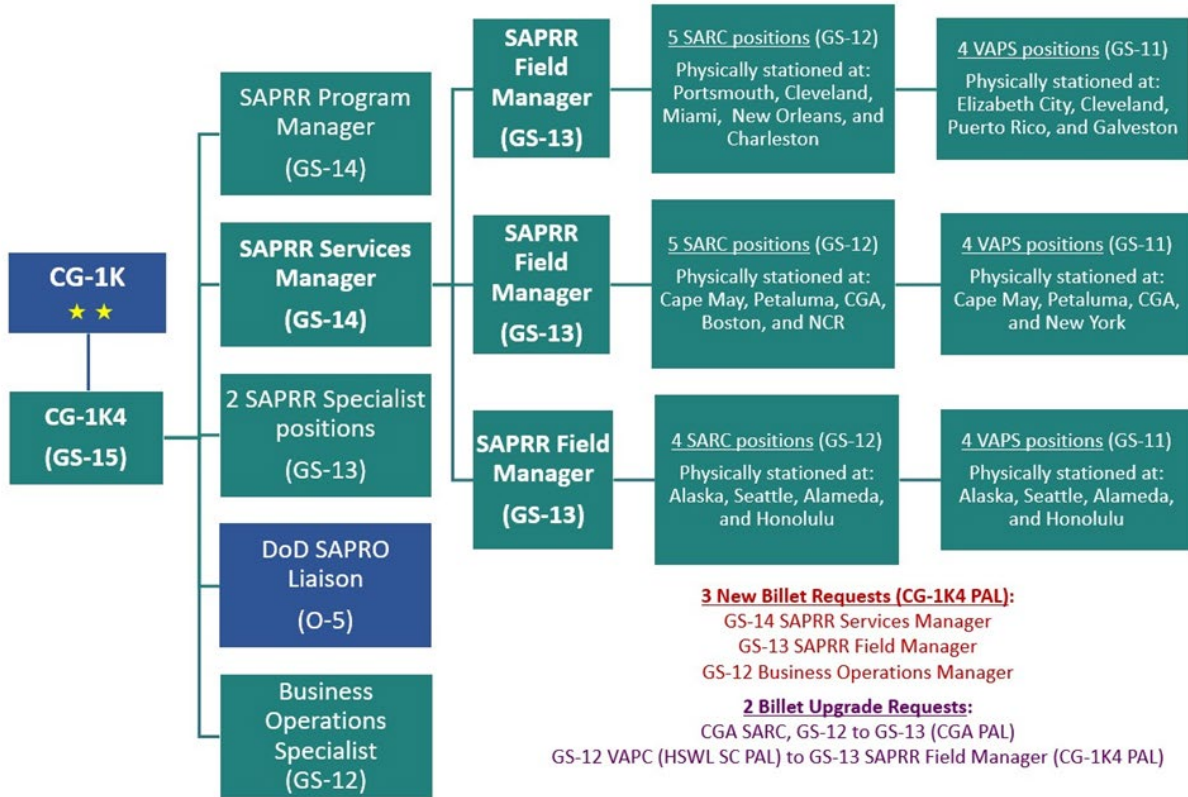 CG-1K
CG-1K4
(GS-15)
SAPRR Program
Manager
(GS-14)
SAPRR Services
Manager
(GS-14)
2 SAPRR Specialist
positions
(GS-13)
DoD SAPRO
Liaison
(O-5)
Business
Operations
Specialist
(GS-12)
SAPRR
Field
Manager
(GS-13)
5 SARC positions (GS-12)
Physically stationed at:
Portsmouth, Cleveland,
Miami, New Orleans, and
Charleston
4 VAPS positions (GS-11)
Physically stationed at:
Elizabeth City, Cleveland,
Puerto Rico, and Galveston
SAPRR
Field
Manager
(GS-13)
5 SARC positions (GS-12)
Physically stationed at:
Cape May, Petaluma, CGA,
Boston, and NCR
4 VAPS positions (GS-11)
Physically stationed at:
Cape May, Petaluma, CGA,
and New York
SAPRR Field
Manager
(GS-13)
4 SARC positions (GS-12)
Physically stationed at:
Alaska, Seattle, Alameda,
and Honolulu
4 VAPS positions (GS-11)
Physically stationed at:
Alaska, Seattle, Alameda,
and Honolulu
3 New Billet Requests (CG-1K4 PAL):
GS-14 SAPRR Services Manager
GS-13 SAPRR Field Manager
GS-12 Business Operations Manager
2 Billet Upgrade Requests:
CGA SARC, GS-12 to GS-13 (CGA PAL)
GS-12 VAPC (HSWL SC PAL) to GS-13 SAPRR Field Manager (CG-1K4 PAL)